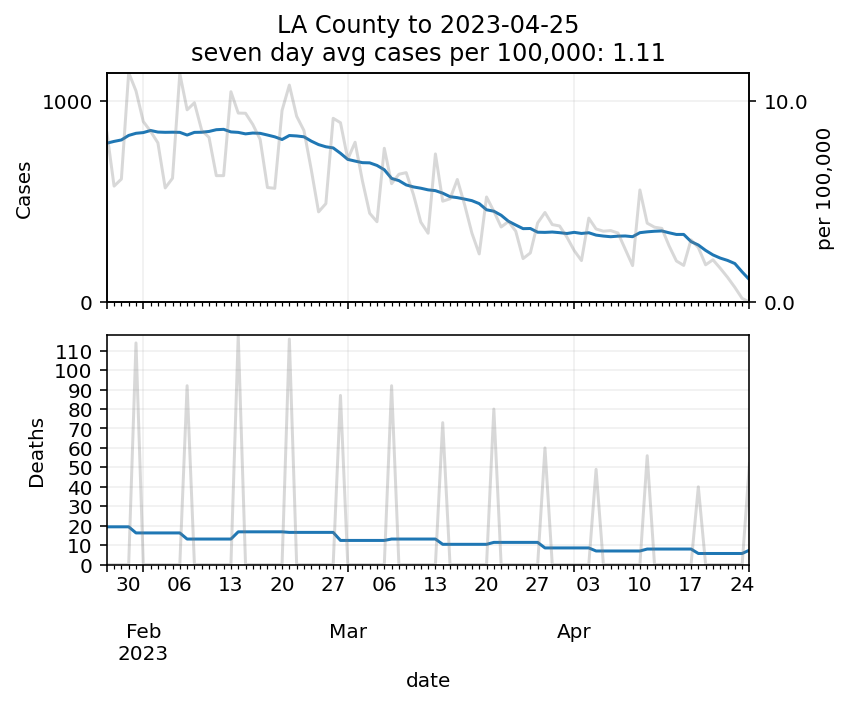 LA County to 2023-04-25
seven day avg cases per 100,000: 1.11
1000
0
Cases
10.0
0.0
per 100,000
110
100
90
80
70
60
50
40
30
20
10
0
Deaths
30 06 13 20 27 06 13 20 27 03 10 17 24
Feb Mar Apr
2023
date